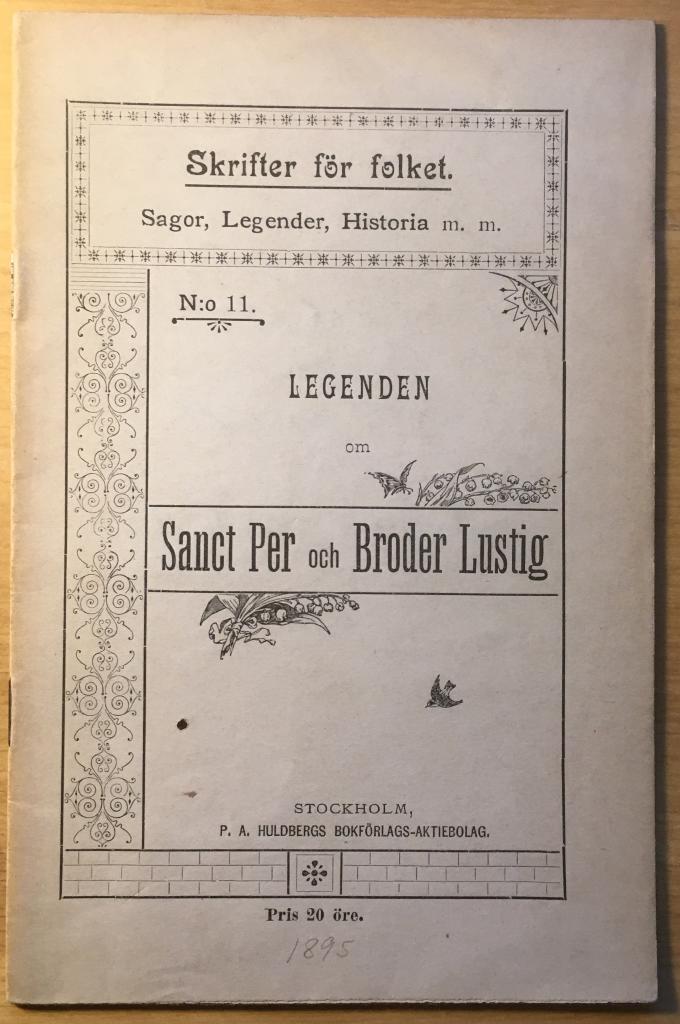 Skrifter för folket.
Sagor, Legender, Historia m. m.
N:o 11.
LEGENDEN
om
Sanct Per och Broder Lustig
STOCKHOLM,
P. A. HULDBERGS BOKFÖRLAGS-AKTIEBOLAG.
Pris 20 öre.
1895